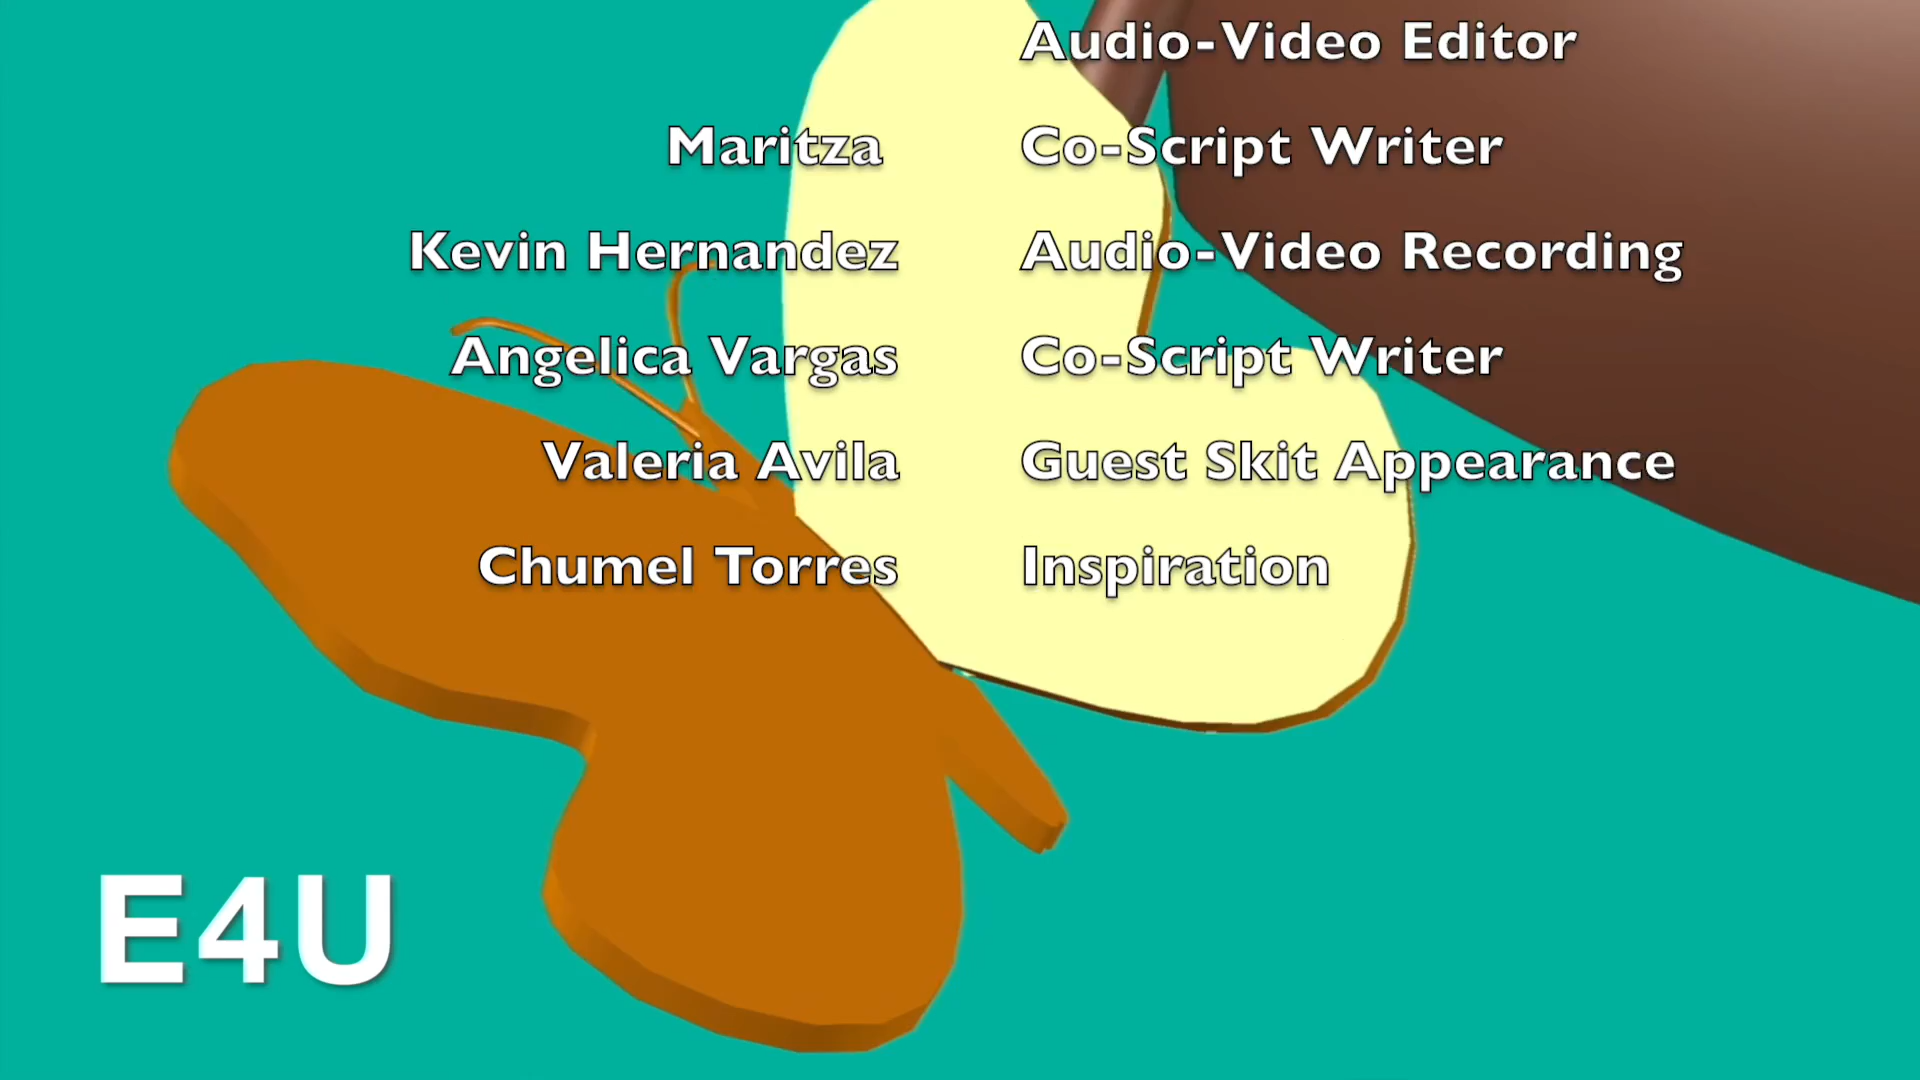 Audio-Video Editor
Maritza Co-Script Writer
Kevin Hernandez Audio-Video Recording
Angelica Vargas Co-Script Writer
Valeria Avila Guest Skit Appearance
Chumel Torres Inspiration
E4U